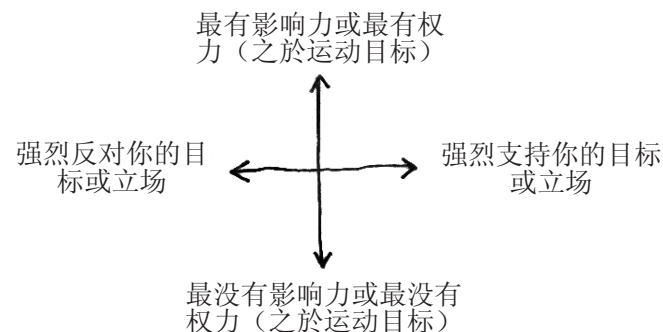 最有影响力或最有权
力（之於运动目标）
强烈反对你的目
标或立场
强烈支持你的目标
或立场
最没有影响力或最没有
权力（之於运动目标）